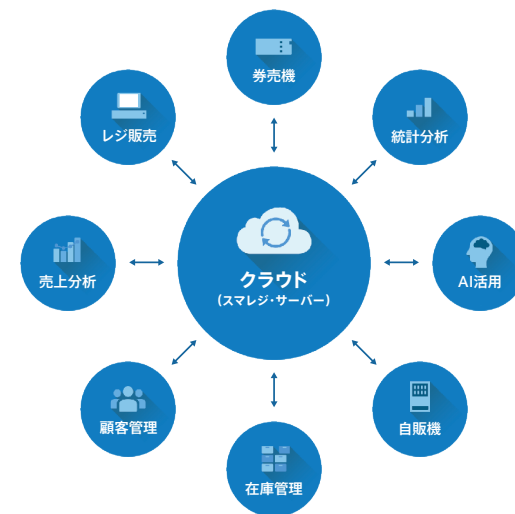 券売機
レジ販売
統計分析
クラウド
(スマレジ・サーバー)
売上分析
AI活用
顧客管理
自販機
在庫管理